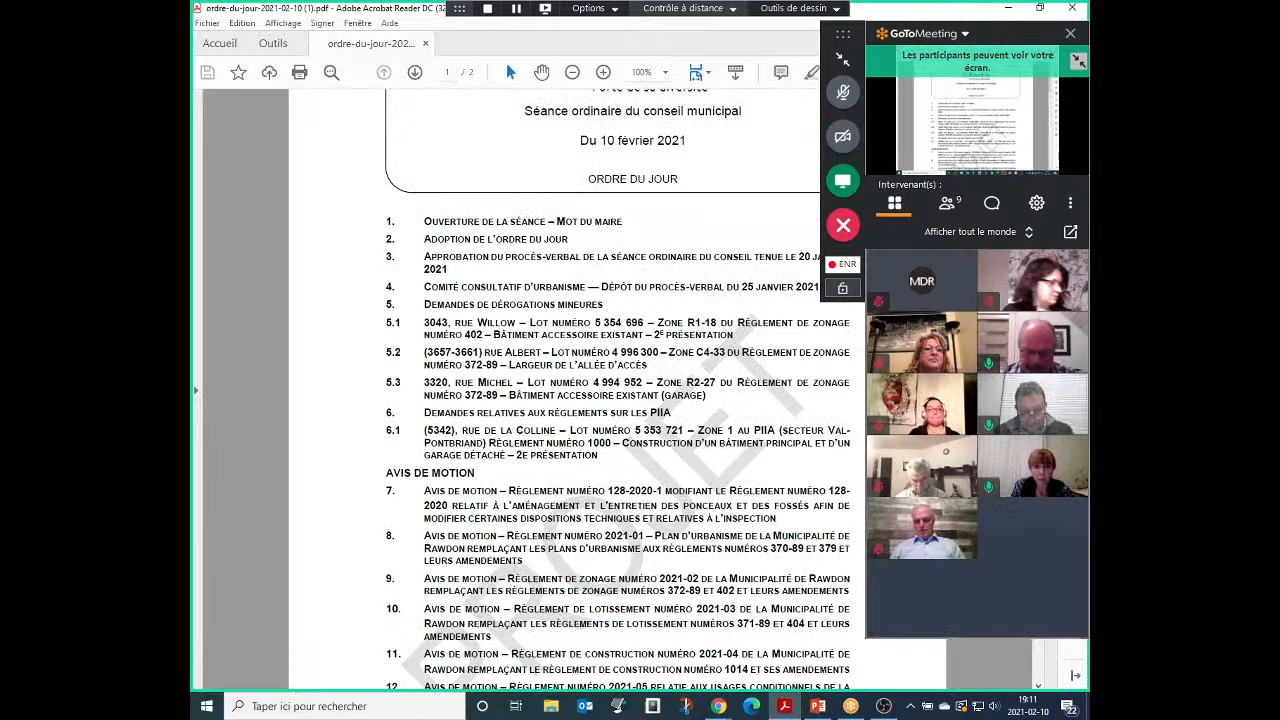 ordre-du-jour-2021-02-10 (1).pdf - Adobe Acrobat Reader DC (32
Options
Contrôle à distance
Outils de dessin
Fichier Edition Affichage Signer Fenêtre Aide
Accueil
Outils
ordre-du-jour-202...
1 / 2
100%
GoToMeeting
Les participants peuvent voir votre
écran.
Séance ordinaire du conseil municipal
Du 10 février 2021
ORDRE DU JOUR
Intervenant(s) :
9
Afficher tout le monde
ENR
MDR
1. OUVERTURE DE LA SÉANCE – MOT DU MAIRE
2. ADOPTION DE L'ORDRE DU JOUR
3. APPROBATION DU PROCÈS-VERBAL DE LA SÉANCE ORDINAIRE DU CONSEIL TENUE LE 20
2021
4. COMITÉ CONSULTATIF D'URBANISME — DÉPÔT DU PROCÈS-VERBAL DU 25 JANVIER 2021
5. DEMANDES DE DÉROGATIONS MINEURES
5.1 3043, RUE WILLOW – LOT NUMÉRO 5 354 696 – ZONE R1-18 DU RÈGLEMENT DE ZONAGE
NUMÉRO 402 – BÂTIMENT ACCESSOIRE EXISTANT – 2E PRÉSENTATION
5.2 (3657-3661) RUE ALBERT – LOT NUMÉRO 4 996 300 – ZONE C4-33 DU RÈGLEMENT DE ZONAGE
NUMÉRO 372-89 – LARGEUR DE L'ALLÉE D'ACCÈS
5.3 3320, RUE MICHEL – LOT NUMÉRO 4 994 952 – ZONE R2-27 DU RÈGLEMENT DE ZONAGE
NUMÉRO 372-89 – BÂTIMENT ACCESSOIRE EXISTANT (GARAGE)
6. DEMANDES RELATIVES AUX RÈGLEMENTS SUR LES PIIA
6.1 (5342), RUE DE LA COLLINE – LOT NUMÉRO 5 353 721 – ZONE 1 AU PIIA (SECTEUR VAL-
PONTBRIAND) RÈGLEMENT NUMÉRO 1000 – CONSTRUCTION D'UN BÂTIMENT PRINCIPAL ET D'UN
GARAGE DÉTACHÉ – 2E PRÉSENTATION
AVIS DE MOTION
7. AVIS DE MOTION – RÈGLEMENT NUMÉRO 128-2020-1 MODIFIANT LE RÈGLEMENT NUMÉRO 128-
2020 RELATIF À L'AMÉNAGEMENT ET L'ENTRETIEN DES PONCEAUX ET DES FOSSÉS AFIN DE
MODIFIER CERTAINES DISPOSITIONS TECHNIQUES ET RELATIVES À L'INSPECTION
8. AVIS DE MOTION – RÈGLEMENT NUMÉRO 2021-01 – PLAN D'URBANISME DE LA MUNICIPALITÉ DE
RAWDON REMPLAÇANT LES PLANS D'URBANISME AUX RÈGLEMENTS NUMÉROS 370-89 ET 379 ET
LEURS AMENDEMENTS
9. AVIS DE MOTION – RÈGLEMENT DE ZONAGE NUMÉRO 2021-02 DE LA MUNICIPALITÉ DE RAWDON
REMPLAÇANT LES RÈGLEMENTS DE ZONAGE NUMÉROS 372-89 ET 402 ET LEURS AMENDEMENTS
10. AVIS DE MOTION – RÈGLEMENT DE LOTISSEMENT NUMÉRO 2021-03 DE LA MUNICIPALITÉ DE
RAWDON REMPLAÇANT LES RÈGLEMENTS DE LOTISSEMENT NUMÉROS 371-89 ET 404 ET LEURS
AMENDEMENTS
11. AVIS DE MOTION – RÈGLEMENT DE CONSTRUCTION NUMÉRO 2021-04 DE LA MUNICIPALITÉ DE
RAWDON REMPLAÇANT LE RÈGLEMENT DE CONSTRUCTION NUMÉRO 1014 ET SES AMENDEMENTS
12 AVIS DE MOTION – RÈGLEMENT NUMÉRO 2021-05 RELATIF AUX USAGES CONDITIONNELS DE LA
PROJET
Taper ici pour rechercher
19:11
2021-02-10
22